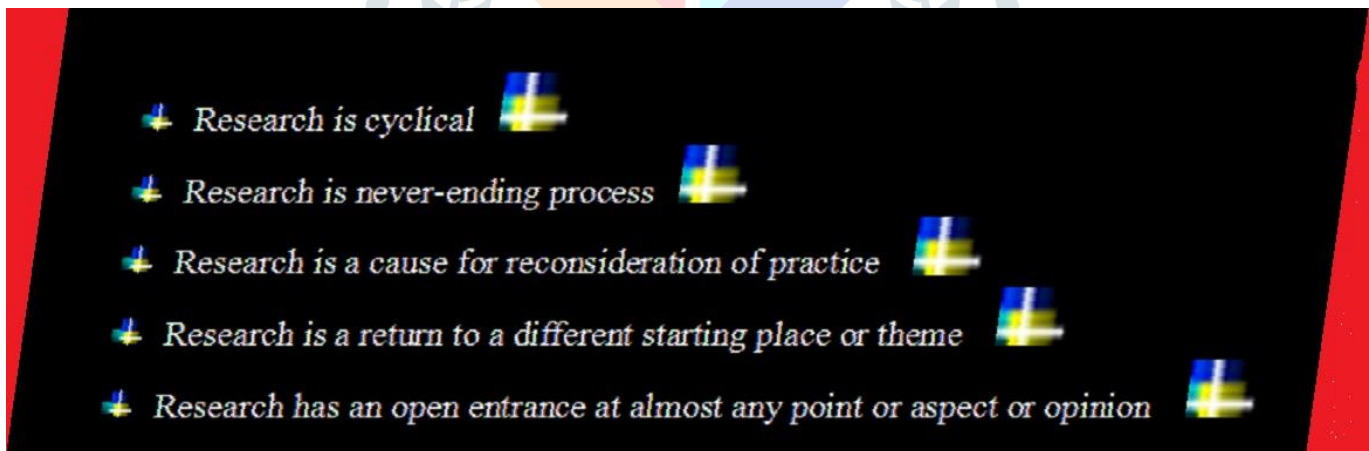 Research is cyclical
Research is never-ending process
Research is a cause for reconsideration of practice
Research is a return to a different starting place or theme
Research has an open entrance at almost any point or aspect or opinion